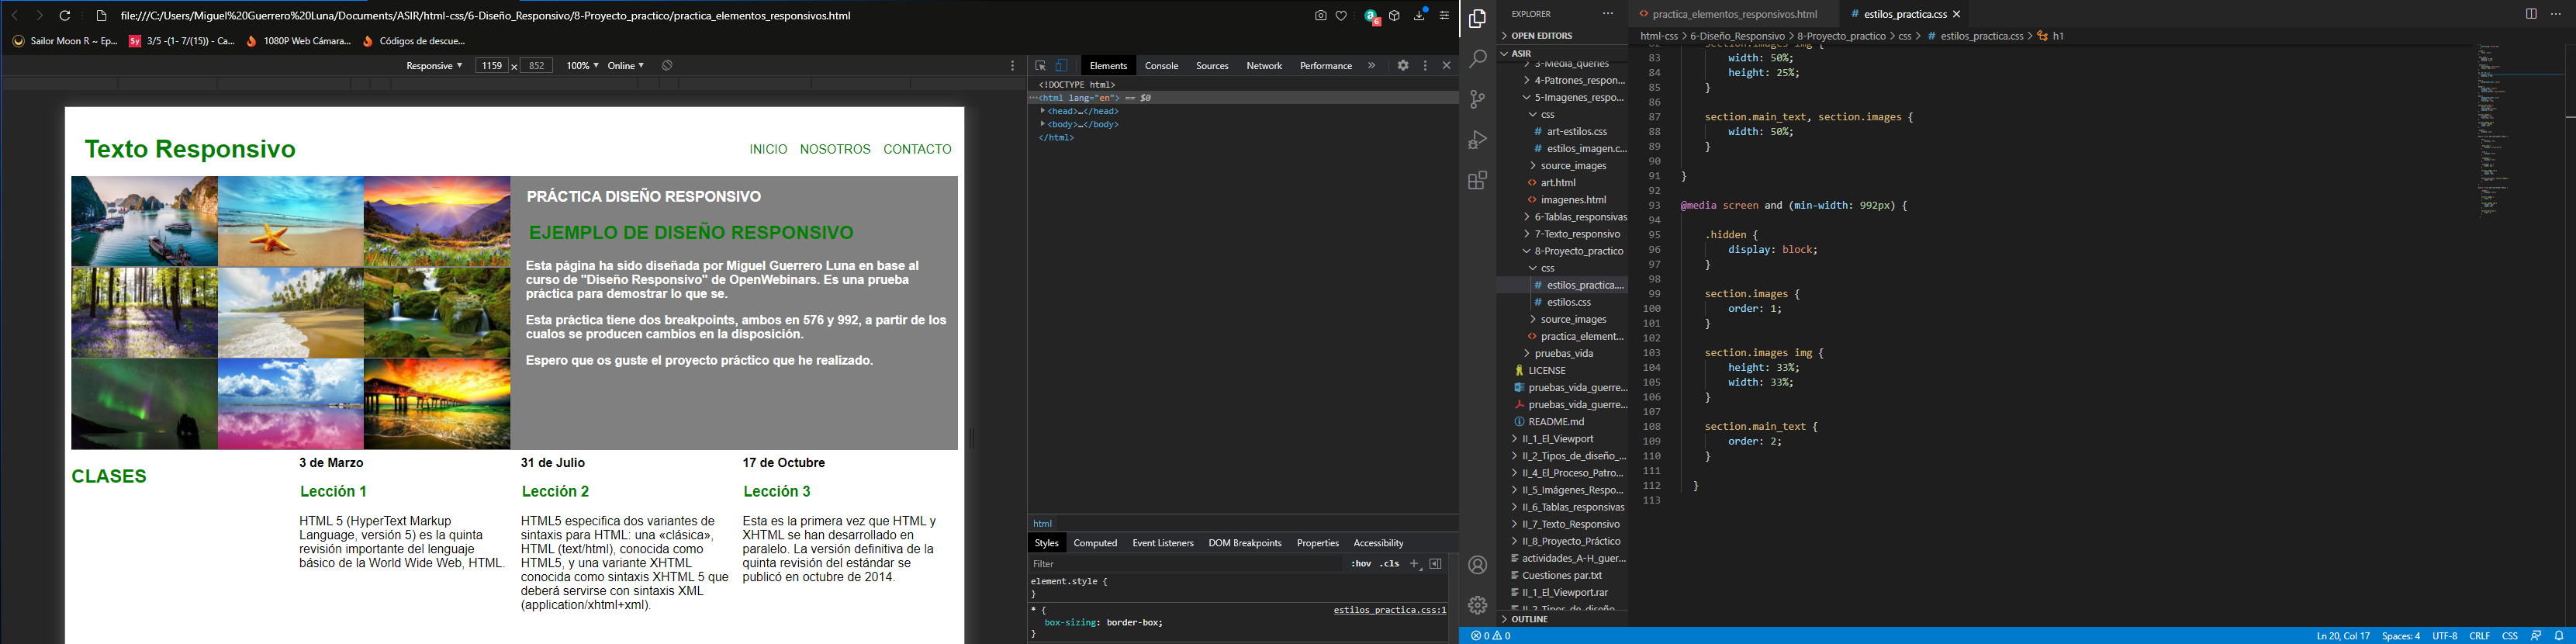 file:///C:/Users/Miguel%20Guerrero%20Luna/Documents/ASIR/html-css/6-Diseño_Responsivo/8-Proyecto_practico/practica_elementos_responsivos.html
6
Sailor Moon R ~ Ep...
Sy 3/5 -(1- 7/(15)) - Ca...
1080P Web Cámara...
Códigos de descue...
Responsive ▼ 1159 x 852 100% ▼ Online ▼
Texto Responsivo
INICIO NOSOTROS CONTACTO
PRÁCTICA DISEÑO RESPONSIVO
EJEMPLO DE DISEÑO RESPONSIVO
Esta página ha sido diseñada por Miguel Guerrero Luna en base al
curso de "Diseño Responsivo" de OpenWebinars. Es una prueba
práctica para demostrar lo que se.
Esta práctica tiene dos breakpoints, ambos en 576 y 992, a partir de los
cualos se producen cambios en la disposición.
Espero que os guste el proyecto práctico que he realizado.
CLASES
3 de Marzo
Lección 1
HTML 5 (HyperText Markup
Language, versión 5) es la quinta
revisión importante del lenguaje
básico de la World Wide Web, HTML.
31 de Julio
Lección 2
HTML5 especifica dos variantes de
sintaxis para HTML: una «clásica»,
HTML (text/html), conocida como
HTML5, y una variante XHTML
conocida como sintaxis XHTML 5 que
deberá servirse con sintaxis XML
(application/xhtml+xml).
17 de Octubre
Lección 3
Esta es la primera vez que HTML y
XHTML se han desarrollado en
paralelo. La versión definitiva de la
quinta revisión del estándar se
publicó en octubre de 2014.
Elements Console Sources Network Performance »
<!DOCTYPE html>
<html lang="en"> == $0
<head>…</head>
<body>…</body>
</html>
html
Styles Computed Event Listeners DOM Breakpoints Properties Accessibility
Filter :hov .cls +
element.style {
}
* { estilos_practica.css:1
box-sizing: border-box;
}
EXPLORER ···
OPEN EDITORS
ASIR
3-Media_queries
4-Patrones_respon...
5-Imagenes_respo...
css
# art-estilos.css
# estilos_imagen.c...
source_images
<> art.html
<> imagenes.html
6-Tablas_responsivas
7-Texto_responsivo
8-Proyecto_practico
css
# estilos_practica....
# estilos.css
source_images
<> practica_element...
pruebas_vida
LICENSE
pruebas_vida_guerre...
pruebas_vida_guerre...
README.md
II_1_El_Viewport
II_2_Tipos_de_diseño_...
II_4_El_Proceso_Patro...
II_5_Imágenes_Respo...
II_6_Tablas_responsivas
II_7_Texto_Responsivo
II_8_Proyecto_Práctico
actividades_A-H_guer...
Cuestiones par.txt
II_1_El_Viewport.rar
II_2_Tipos_de_diseño_...
OUTLINE
<> practica_elementos_responsivos.html
# estilos_practica.css ×
html-css > 6-Diseño_Responsivo > 8-Proyecto_practico > css > # estilos_practica.css > h1
82 section.images img {
83 width: 50%;
84 height: 25%;
85 }
86
87 section.main_text, section.images {
88 width: 50%;
89 }
90
91 }
92
93 @media screen and (min-width: 992px) {
94
95 .hidden {
96 display: block;
97 }
98
99 section.images {
100 order: 1;
101 }
102
103 section.images img {
104 height: 33%;
105 width: 33%;
106 }
107
108 section.main_text {
109 order: 2;
110 }
111
112 }
113
0 0
Ln 20, Col 17 Spaces: 4 UTF-8 CRLF CSS